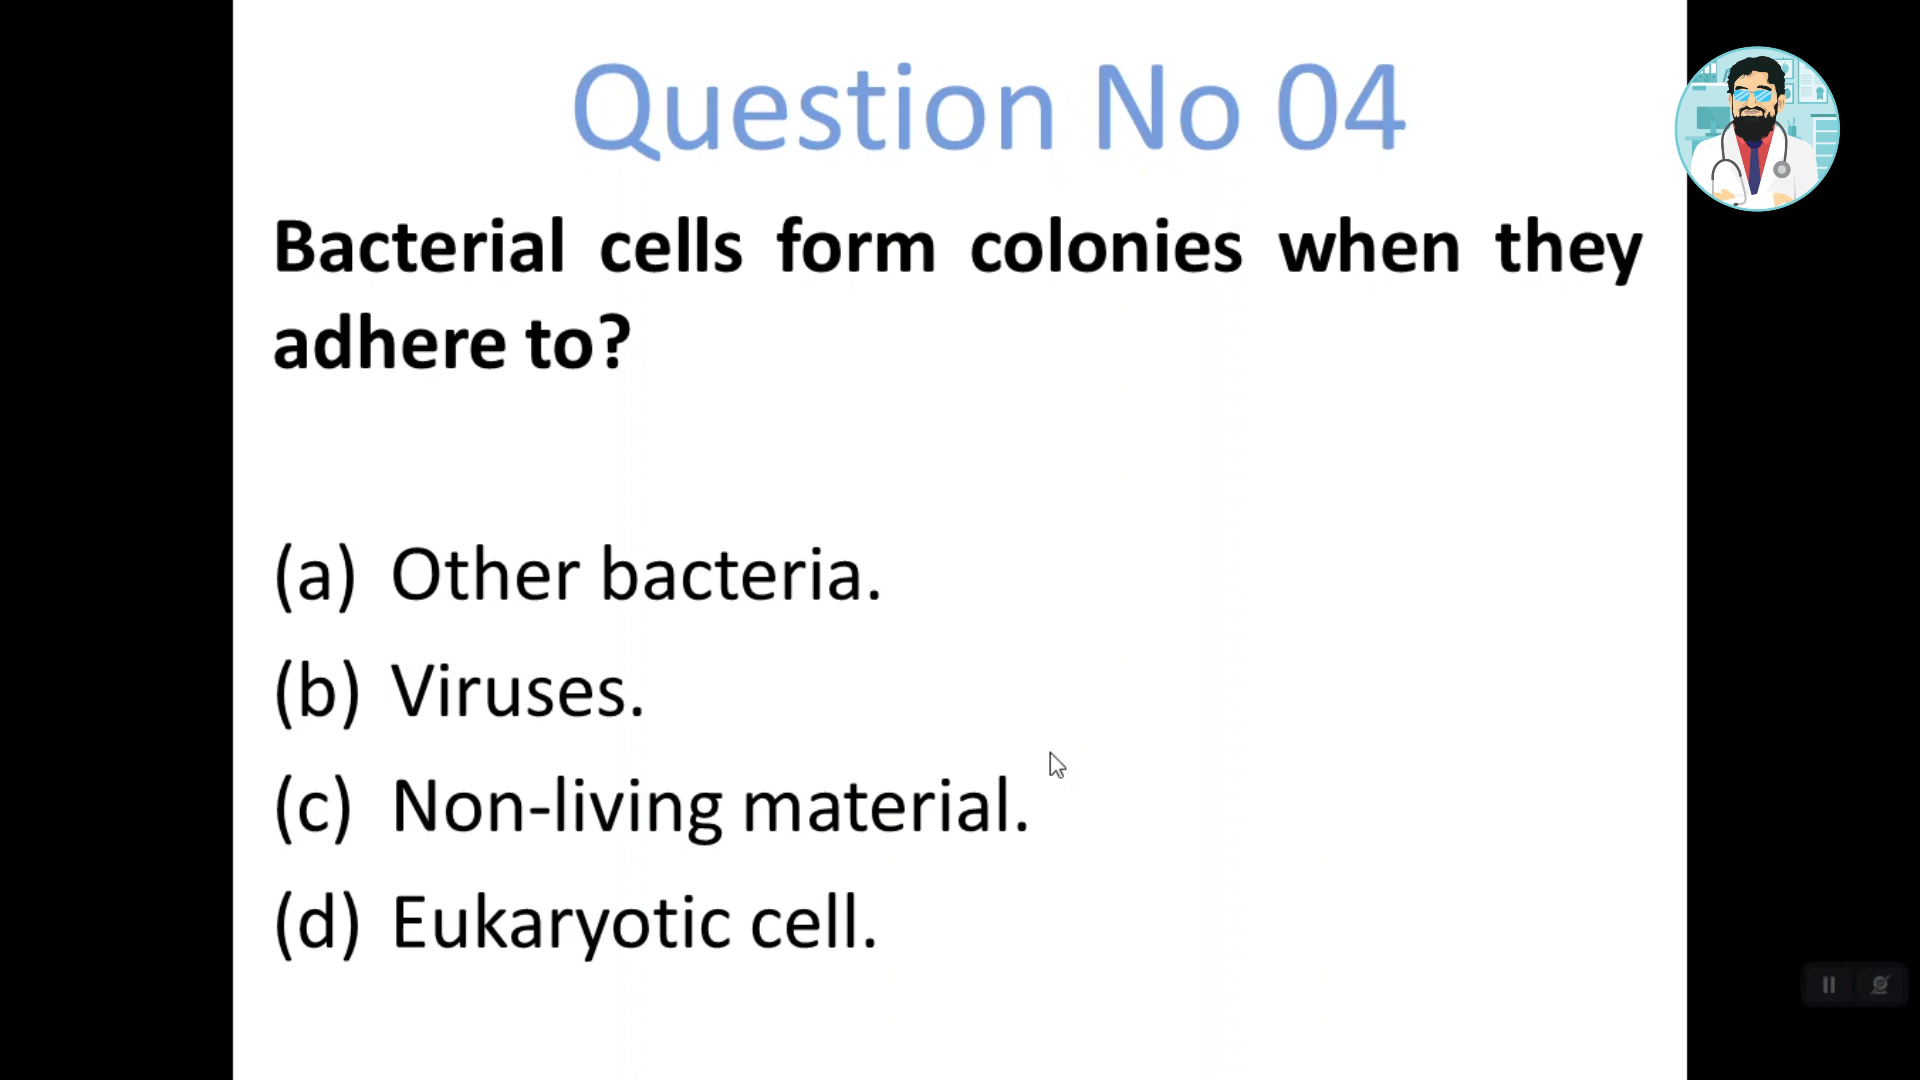 Question No 04
Bacterial cells form colonies when they
adhere to?
(a) Other bacteria.
(b) Viruses.
(c) Non-living material.
(d) Eukaryotic cell.